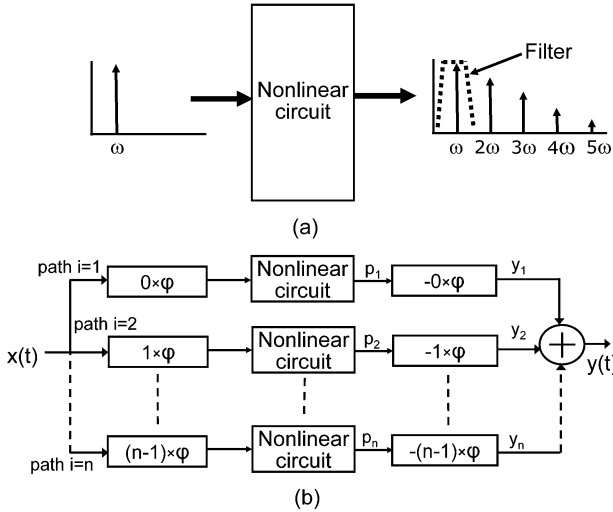 Filter
Nonlinear
circuit
ω
ω 2ω 3ω 4ω 5ω
(a)
path i=1
0×φ
Nonlinear
circuit
p1
-0×φ
y1
path i=2
x(t)
1×φ
Nonlinear
circuit
p2
-1×φ
y2
y(t)
path i=n
(n-1)×φ
Nonlinear
circuit
pn
-(n-1)×φ
yn
(b)